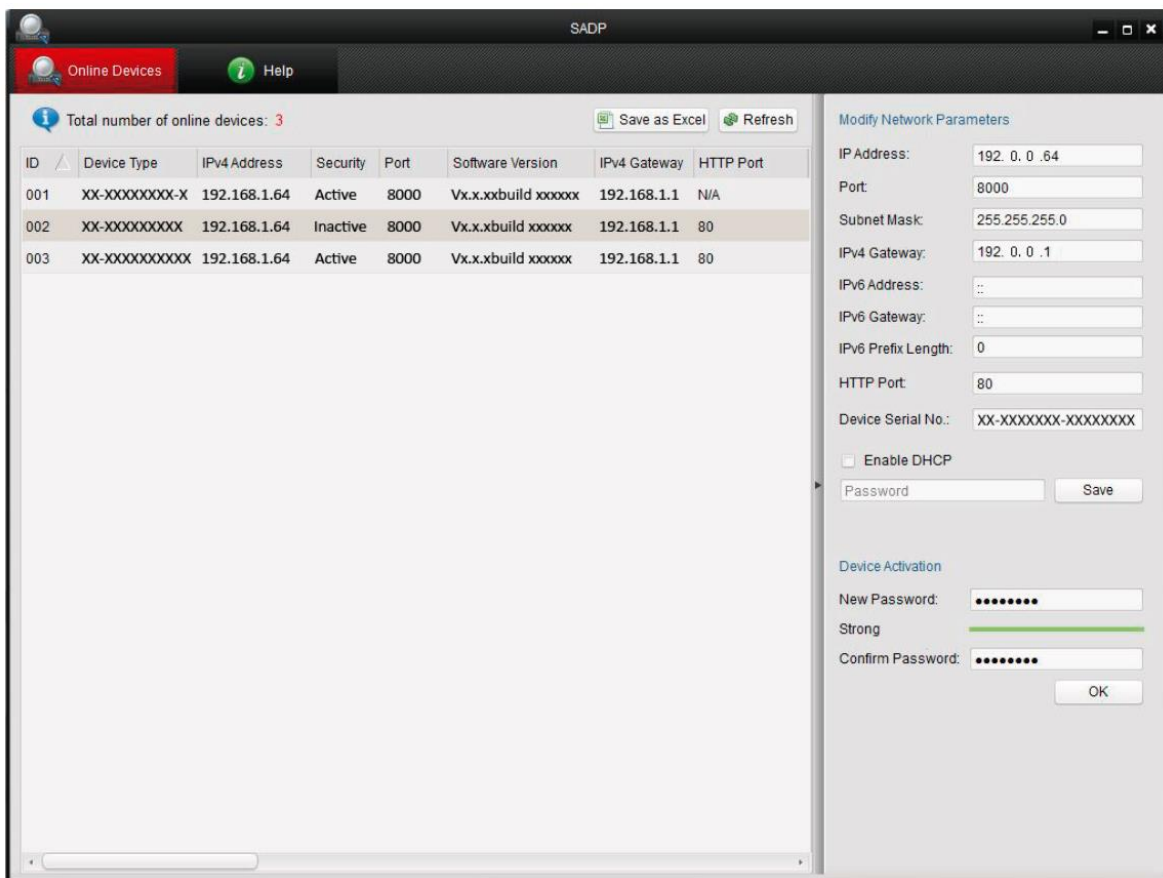 SADP
Online Devices Help
Total number of online devices: 3 Save as Excel Refresh
ID Device Type IPv4 Address Security Port Software Version IPv4 Gateway HTTP Port
001 XX-XXXXXXXX-X 192.168.1.64 Active 8000 Vx.x.xxbuild xxxxxx 192.168.1.1 N/A
002 XX-XXXXXXXXX 192.168.1.64 Inactive 8000 Vx.x.xbuild xxxxxx 192.168.1.1 80
003 XX-XXXXXXXXXX 192.168.1.64 Active 8000 Vx.x.xbuild xxxxxx 192.168.1.1 80
Modify Network Parameters
IP Address: 192. 0. 0 .64
Port: 8000
Subnet Mask: 255.255.255.0
IPv4 Gateway: 192. 0. 0 .1
IPv6 Address: ::
IPv6 Gateway: ::
IPv6 Prefix Length: 0
HTTP Port: 80
Device Serial No.: XX-XXXXXXX-XXXXXXXX
Enable DHCP
Password Save
Device Activation
New Password: ●●●●●●●●
Strong
Confirm Password: ●●●●●●●●
OK